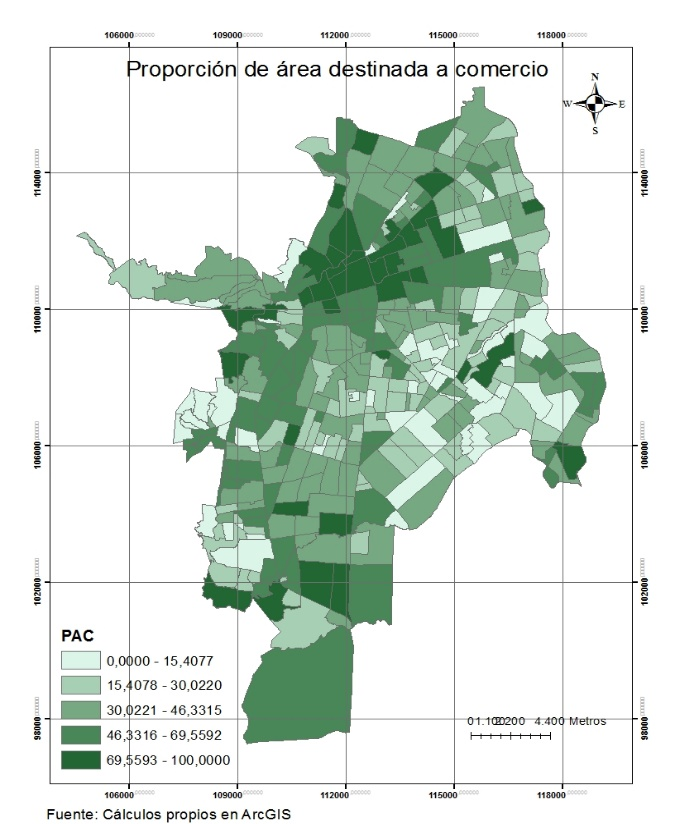 106000 109000 112000 115000 118000
Proporción de área destinada a comercio
N
W E
S
114000 114000
110000 110000
106000 106000
102000 102000
98000 98000
PAC
0,0000 - 15,4077
15,4078 - 30,0220
30,0221 - 46,3315
46,3316 - 69,5592
69,5593 - 100,0000
4.400 Metros
106000 109000 112000 115000 118000
Fuente: Cálculos propios en ArcGIS